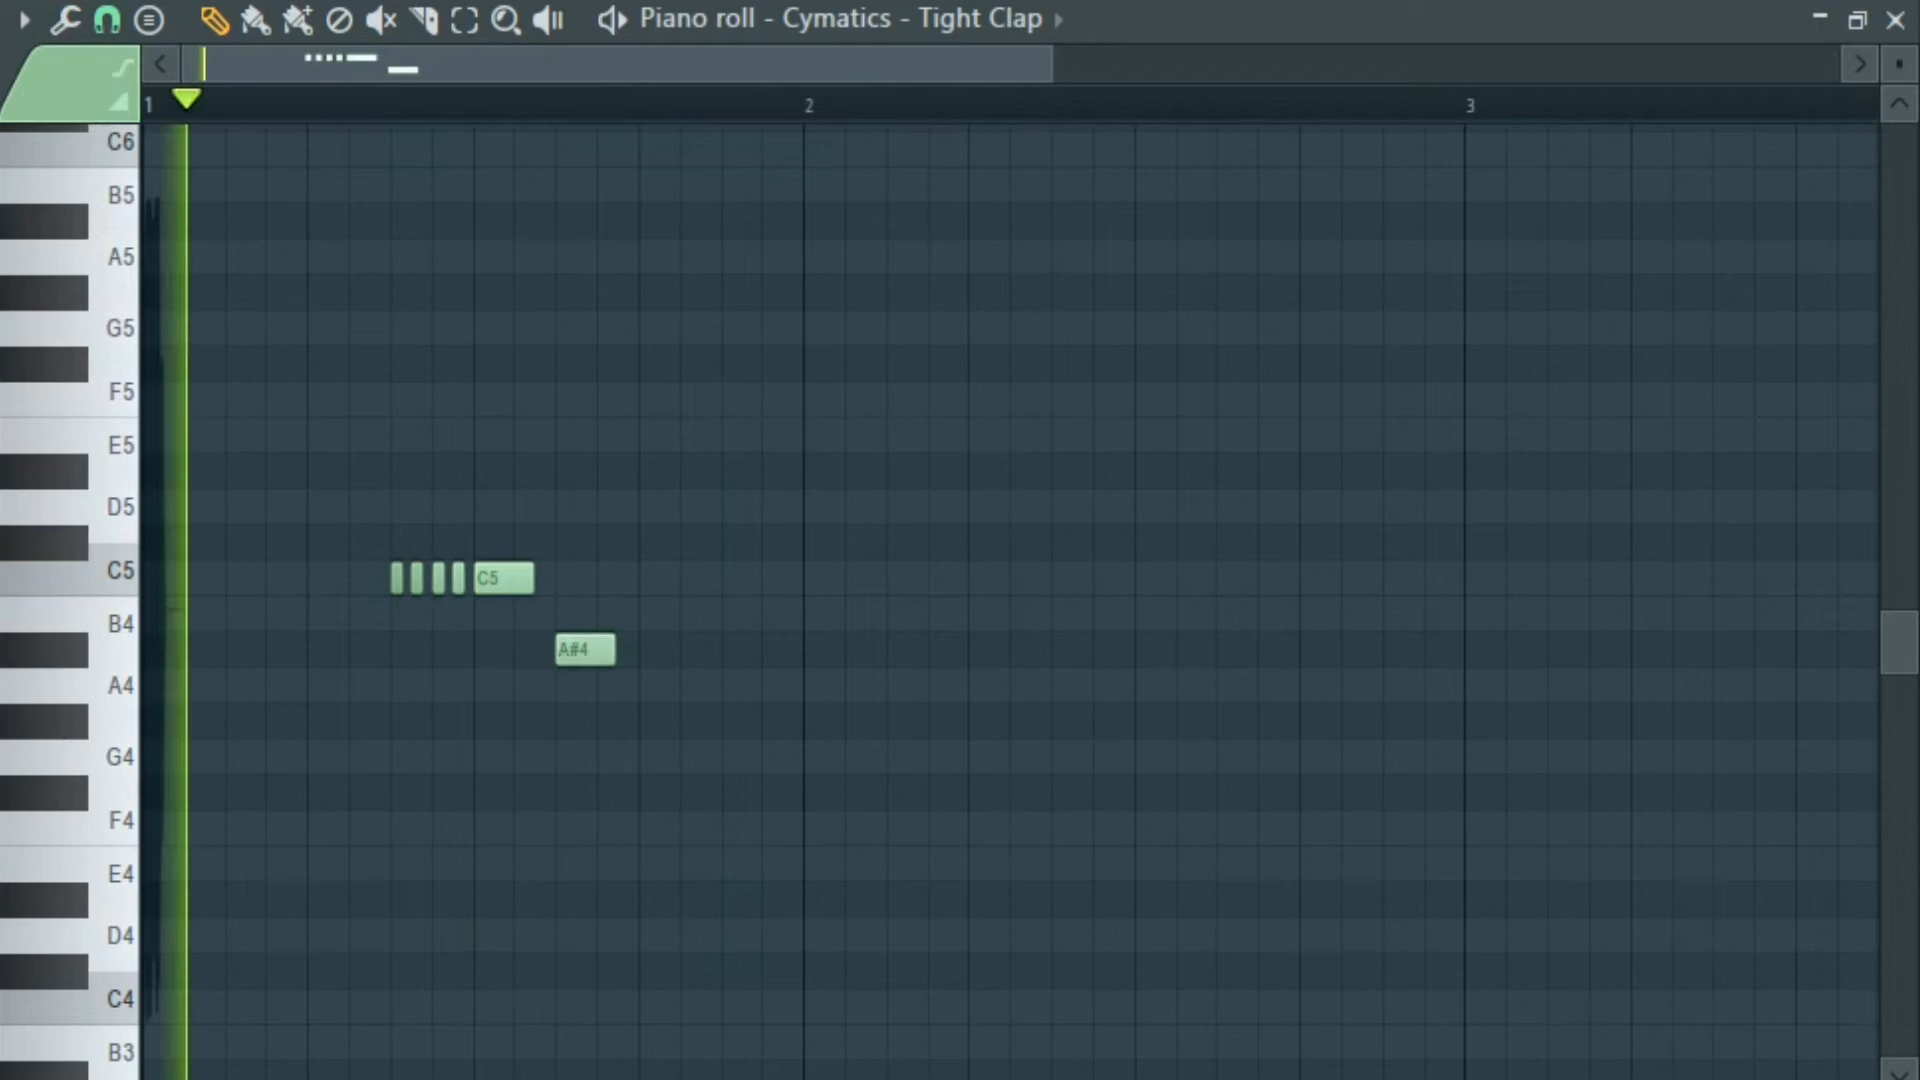 Piano roll - Cymatics - Tight Clap
1 2 3
C6
B5
A5
G5
F5
E5
D5
C5 C5
B4
A#4
A4
G4
F4
E4
D4
C4
B3